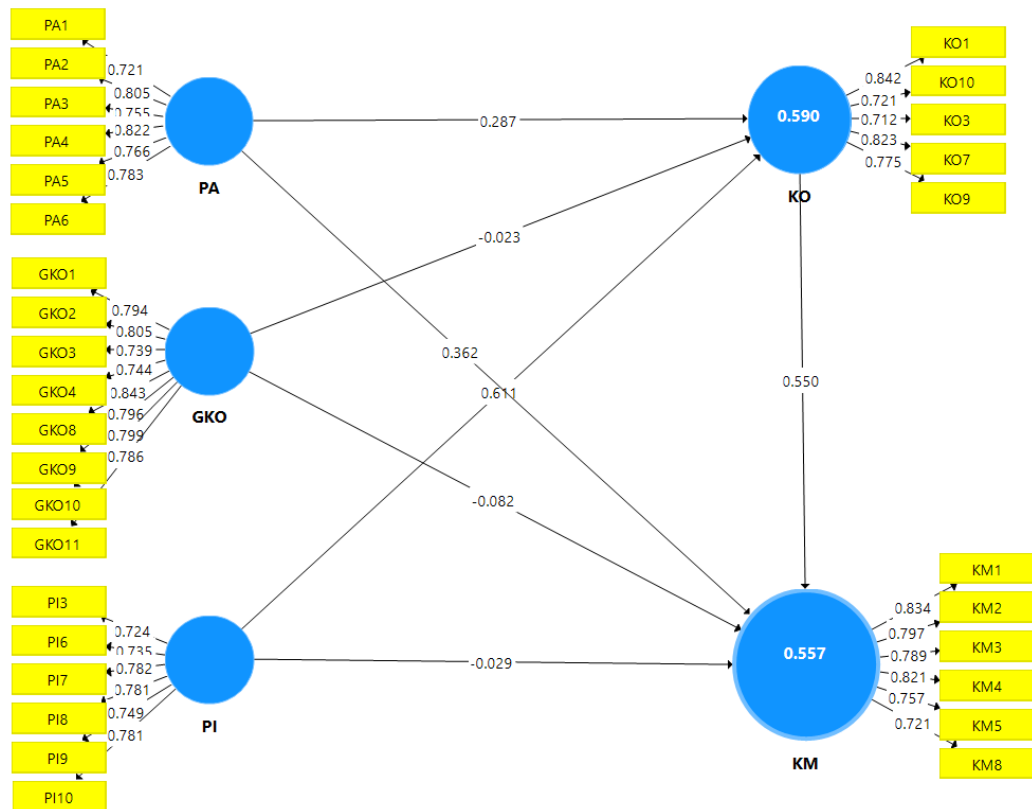 PA1
PA2
PA3
PA4
PA5
PA6
0.721
0.805
0.755
0.822
0.766
0.783
PA
GKO1
GKO2
GKO3
GKO4
GKO8
GKO9
GKO10
GKO11
0.794
0.805
0.739
0.744
0.843
0.796
0.799
0.786
GKO
PI3
PI6
PI7
PI8
PI9
PI10
0.724
0.735
0.782
0.781
0.749
0.781
PI
0.287
-0.023
0.362
0.611
-0.082
-0.029
0.550
0.590
KO
0.842
0.721
0.712
0.823
0.775
KO1
KO10
KO3
KO7
KO9
0.557
KM
0.834
0.797
0.789
0.821
0.757
0.721
KM1
KM2
KM3
KM4
KM5
KM8